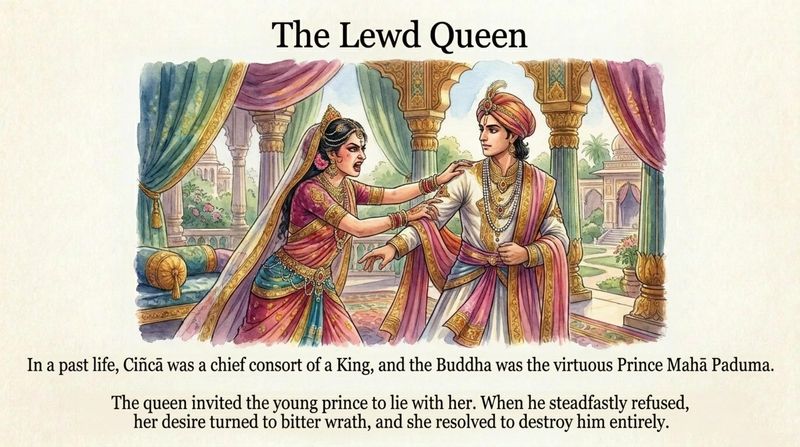 The Lewd Queen
In a past life, Ciñcā was a chief consort of a King, and the Buddha was the virtuous Prince Mahā Paduma.
The queen invited the young prince to lie with her. When he steadfastly refused,
her desire turned to bitter wrath, and she resolved to destroy him entirely.